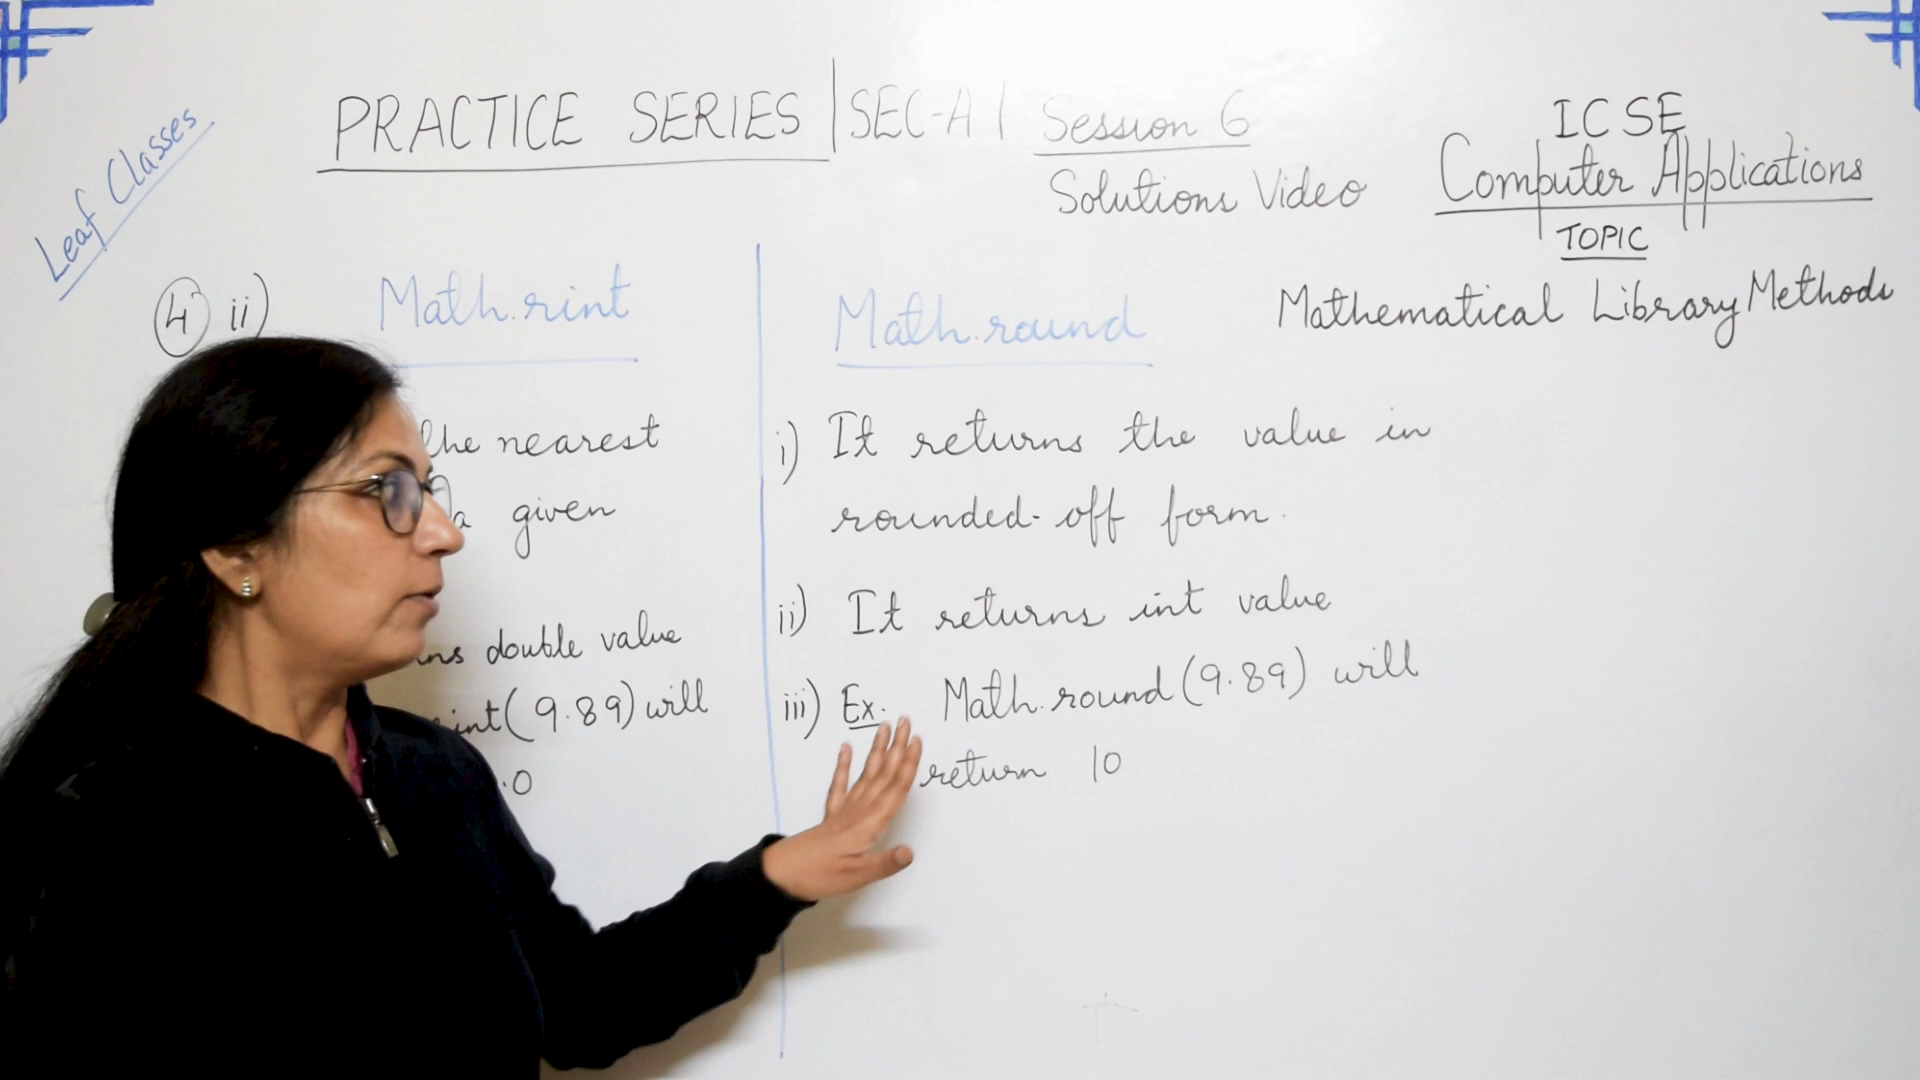 Leaf Classes
PRACTICE SERIES | SEC-A | Session 6
Solutions Video
ICSE
Computer Applications
TOPIC
Mathematical Library Methods
4 ii)
Math.rint
the nearest
a given
double value
(9.89) will
.0
Math.round
i) It returns the value in
rounded-off form.
ii) It returns int value
iii) Ex. Math.round(9.89) will
return 10